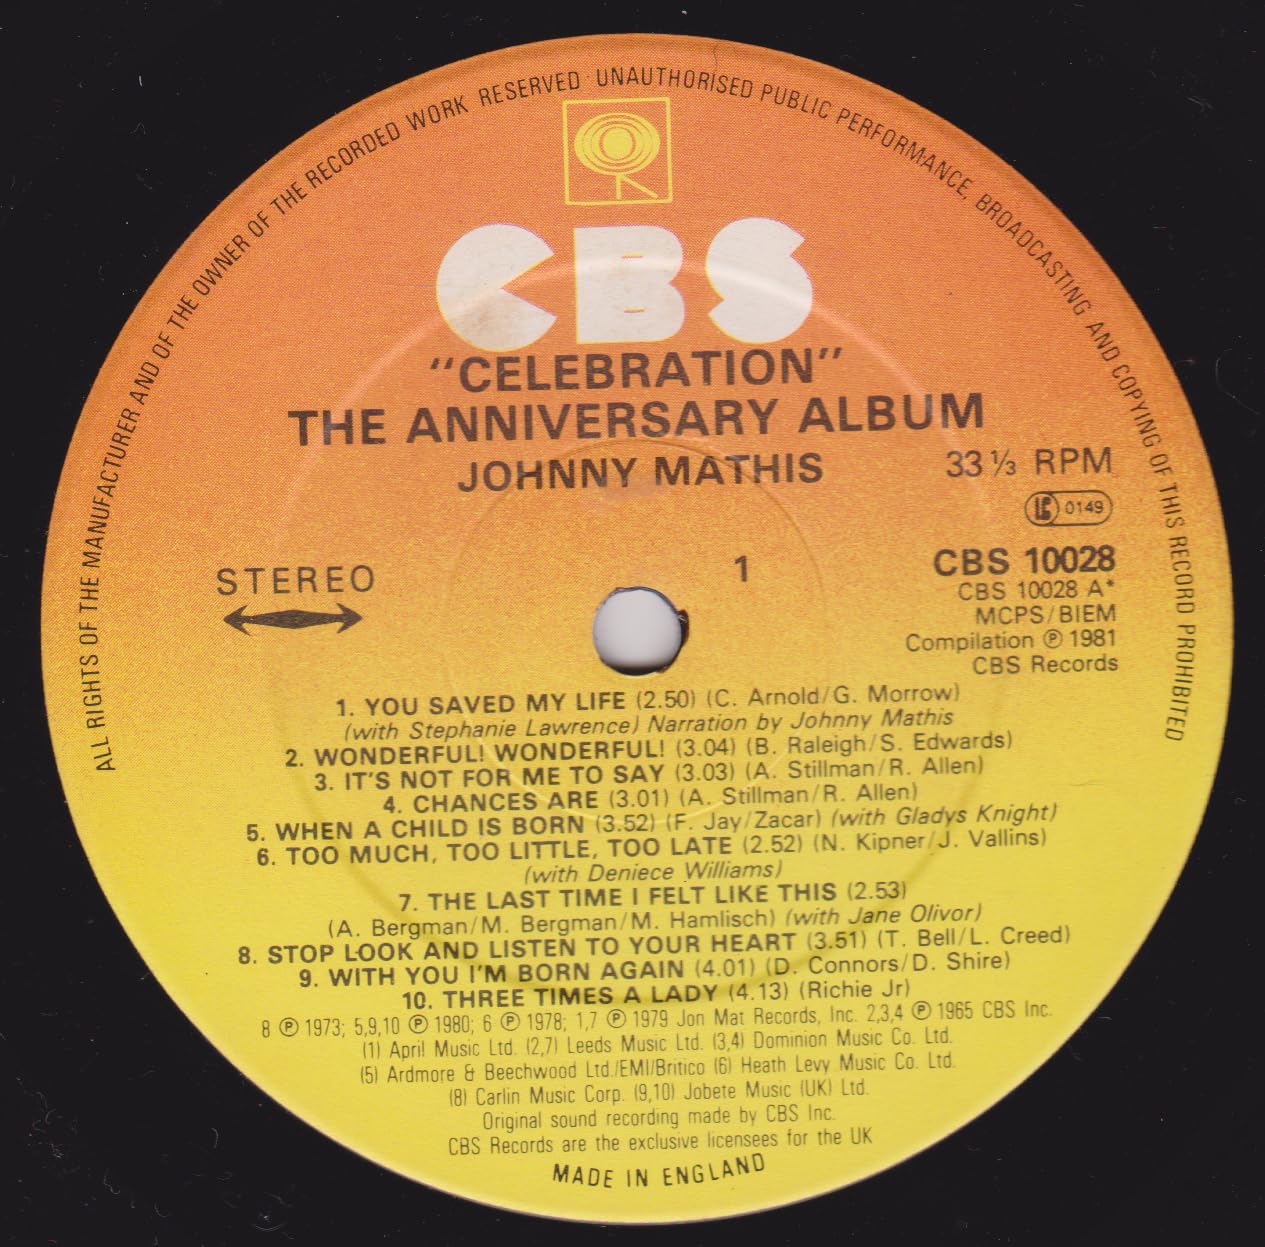 ALL RIGHTS OF THE MANUFACTURER AND OF THE OWNER OF THE RECORDED WORK RESERVED UNAUTHORISED PUBLIC PERFORMANCE, BROADCASTING AND COPYING OF THIS RECORD PROHIBITED
CBS
"CELEBRATION"
THE ANNIVERSARY ALBUM
JOHNNY MATHIS
33 ⅓ RPM
LC 0149
STEREO
1
CBS 10028
CBS 10028 A*
MCPS/BIEM
Compilation ℗ 1981
CBS Records
1. YOU SAVED MY LIFE (2.50) (C. Arnold/G. Morrow)
(with Stephanie Lawrence) Narration by Johnny Mathis
2. WONDERFUL! WONDERFUL! (3.04) (B. Raleigh/S. Edwards)
3. IT'S NOT FOR ME TO SAY (3.03) (A. Stillman/R. Allen)
4. CHANCES ARE (3.01) (A. Stillman/R. Allen)
5. WHEN A CHILD IS BORN (3.52) (F. Jay/Zacar) (with Gladys Knight)
6. TOO MUCH, TOO LITTLE, TOO LATE (2.52) (N. Kipner/J. Vallins)
(with Deniece Williams)
7. THE LAST TIME I FELT LIKE THIS (2.53)
(A. Bergman/M. Bergman/M. Hamlisch) (with Jane Olivor)
8. STOP LOOK AND LISTEN TO YOUR HEART (3.51) (T. Bell/L. Creed)
9. WITH YOU I'M BORN AGAIN (4.01) (D. Connors/D. Shire)
10. THREE TIMES A LADY (4.13) (Richie Jr)
8 ℗ 1973; 5,9,10 ℗ 1980; 6 ℗ 1978; 1,7 ℗ 1979 Jon Mat Records, Inc. 2,3,4 ℗ 1965 CBS Inc.
(1) April Music Ltd. (2,7) Leeds Music Ltd. (3,4) Dominion Music Co. Ltd.
(5) Ardmore & Beechwood Ltd./EMI/Britico (6) Heath Levy Music Co. Ltd.
(8) Carlin Music Corp. (9,10) Jobete Music (UK) Ltd.
Original sound recording made by CBS Inc.
CBS Records are the exclusive licensees for the UK
MADE IN ENGLAND